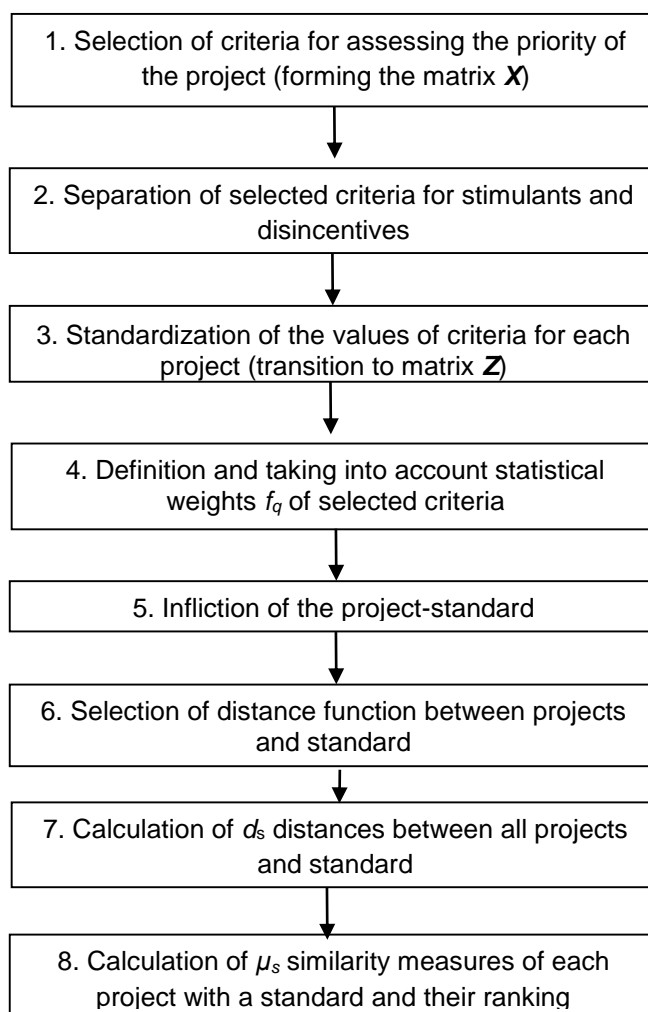 1. Selection of criteria for assessing the priority of
the project (forming the matrix X)
2. Separation of selected criteria for stimulants and
disincentives
3. Standardization of the values of criteria for each
project (transition to matrix Z)
4. Definition and taking into account statistical
weights fq of selected criteria
5. Infliction of the project-standard
6. Selection of distance function between projects
and standard
7. Calculation of ds distances between all projects
and standard
8. Calculation of μs similarity measures of each
project with a standard and their ranking